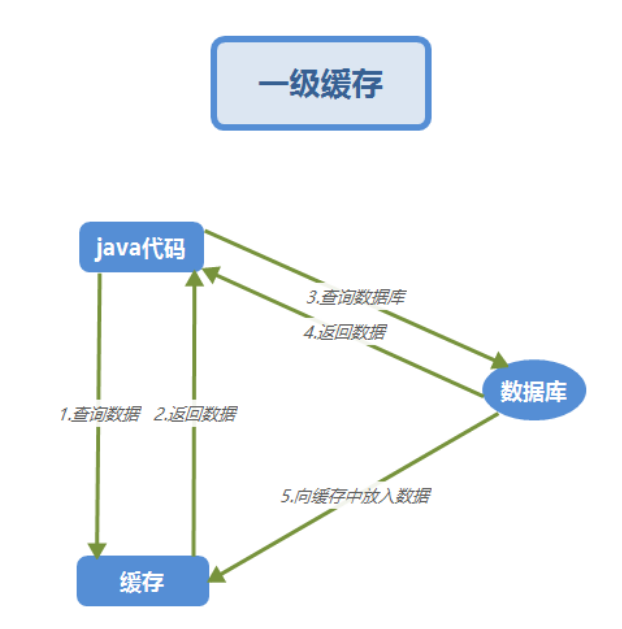 一级缓存
java代码
3.查询数据库
4.返回数据
数据库
1.查询数据
2.返回数据
5.向缓存中放入数据
缓存